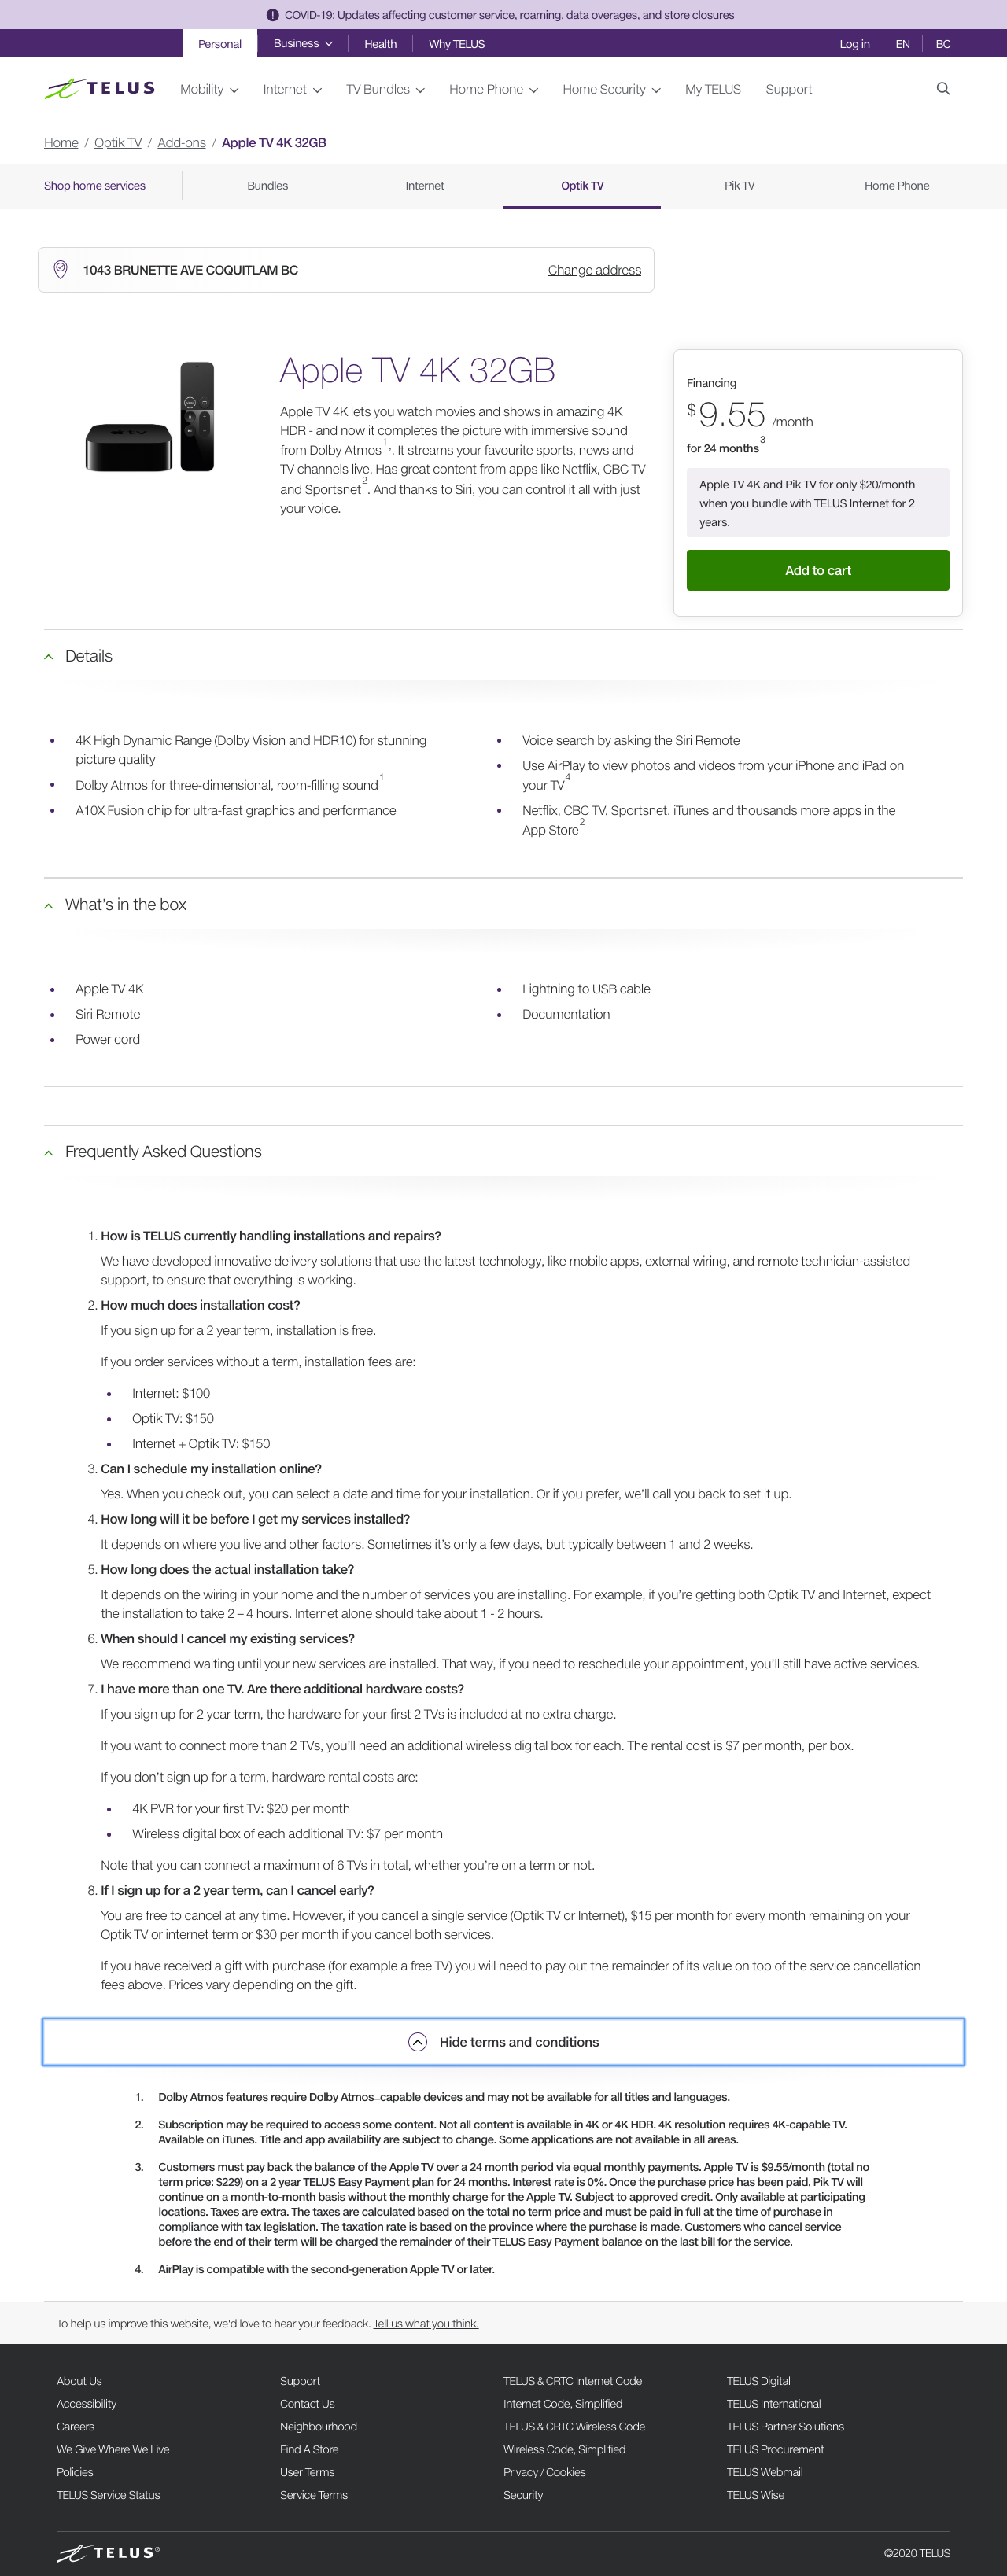 COVID-19: Updates affecting customer service, roaming, data overages, and store closures
Personal Business Health Why TELUS Log in EN BC
TELUS Mobility Internet TV Bundles Home Phone Home Security My TELUS Support
Home / Optik TV / Add-ons / Apple TV 4K 32GB
Shop home services Bundles Internet Optik TV Pik TV Home Phone
1043 BRUNETTE AVE COQUITLAM BC Change address
Apple TV 4K 32GB
Apple TV 4K lets you watch movies and shows in amazing 4K
HDR - and now it completes the picture with immersive sound
from Dolby Atmos1,. It streams your favourite sports, news and
TV channels live. Has great content from apps like Netflix, CBC TV
and Sportsnet2. And thanks to Siri, you can control it all with just
your voice.
Financing
$9.55 /month
for 24 months3
Apple TV 4K and Pik TV for only $20/month
when you bundle with TELUS Internet for 2
years.
Add to cart
Details
4K High Dynamic Range (Dolby Vision and HDR10) for stunning
picture quality
Dolby Atmos for three-dimensional, room-filling sound1
A10X Fusion chip for ultra-fast graphics and performance
Voice search by asking the Siri Remote
Use AirPlay to view photos and videos from your iPhone and iPad on
your TV4
Netflix, CBC TV, Sportsnet, iTunes and thousands more apps in the
App Store2
What's in the box
Apple TV 4K
Siri Remote
Power cord
Lightning to USB cable
Documentation
Frequently Asked Questions
1. How is TELUS currently handling installations and repairs?
We have developed innovative delivery solutions that use the latest technology, like mobile apps, external wiring, and remote technician-assisted
support, to ensure that everything is working.
2. How much does installation cost?
If you sign up for a 2 year term, installation is free.
If you order services without a term, installation fees are:
Internet: $100
Optik TV: $150
Internet + Optik TV: $150
3. Can I schedule my installation online?
Yes. When you check out, you can select a date and time for your installation. Or if you prefer, we'll call you back to set it up.
4. How long will it be before I get my services installed?
It depends on where you live and other factors. Sometimes it's only a few days, but typically between 1 and 2 weeks.
5. How long does the actual installation take?
It depends on the wiring in your home and the number of services you are installing. For example, if you're getting both Optik TV and Internet, expect
the installation to take 2 – 4 hours. Internet alone should take about 1 - 2 hours.
6. When should I cancel my existing services?
We recommend waiting until your new services are installed. That way, if you need to reschedule your appointment, you'll still have active services.
7. I have more than one TV. Are there additional hardware costs?
If you sign up for 2 year term, the hardware for your first 2 TVs is included at no extra charge.
If you want to connect more than 2 TVs, you'll need an additional wireless digital box for each. The rental cost is $7 per month, per box.
If you don't sign up for a term, hardware rental costs are:
4K PVR for your first TV: $20 per month
Wireless digital box of each additional TV: $7 per month
Note that you can connect a maximum of 6 TVs in total, whether you're on a term or not.
8. If I sign up for a 2 year term, can I cancel early?
You are free to cancel at any time. However, if you cancel a single service (Optik TV or Internet), $15 per month for every month remaining on your
Optik TV or internet term or $30 per month if you cancel both services.
If you have received a gift with purchase (for example a free TV) you will need to pay out the remainder of its value on top of the service cancellation
fees above. Prices vary depending on the gift.
Hide terms and conditions
1. Dolby Atmos features require Dolby Atmos–capable devices and may not be available for all titles and languages.
2. Subscription may be required to access some content. Not all content is available in 4K or 4K HDR. 4K resolution requires 4K-capable TV.
Available on iTunes. Title and app availability are subject to change. Some applications are not available in all areas.
3. Customers must pay back the balance of the Apple TV over a 24 month period via equal monthly payments. Apple TV is $9.55/month (total no
term price: $229) on a 2 year TELUS Easy Payment plan for 24 months. Interest rate is 0%. Once the purchase price has been paid, Pik TV will
continue on a month-to-month basis without the monthly charge for the Apple TV. Subject to approved credit. Only available at participating
locations. Taxes are extra. The taxes are calculated based on the total no term price and must be paid in full at the time of purchase in
compliance with tax legislation. The taxation rate is based on the province where the purchase is made. Customers who cancel service
before the end of their term will be charged the remainder of their TELUS Easy Payment balance on the last bill for the service.
4. AirPlay is compatible with the second-generation Apple TV or later.
To help us improve this website, we'd love to hear your feedback. Tell us what you think.
About Us Support TELUS & CRTC Internet Code TELUS Digital
Accessibility Contact Us Internet Code, Simplified TELUS International
Careers Neighbourhood TELUS & CRTC Wireless Code TELUS Partner Solutions
We Give Where We Live Find A Store Wireless Code, Simplified TELUS Procurement
Policies User Terms Privacy / Cookies TELUS Webmail
TELUS Service Status Service Terms Security TELUS Wise
TELUS® ©2020 TELUS